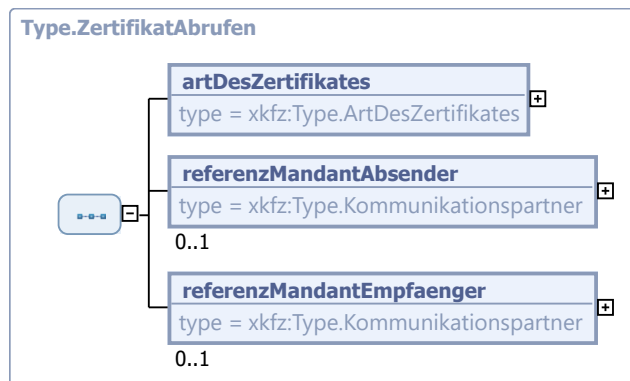 Type.ZertifikatAbrufen
artDesZertifikates
type = xkfz:Type.ArtDesZertifikates
referenzMandantAbsender
type = xkfz:Type.Kommunikationspartner
0..1
referenzMandantEmpfaenger
type = xkfz:Type.Kommunikationspartner
0..1